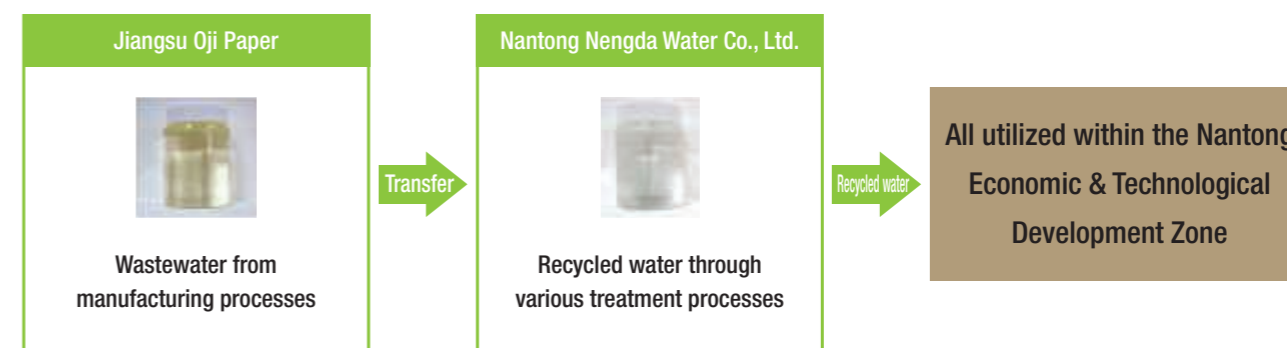 Jiangsu Oji Paper
Wastewater from
manufacturing processes
Transfer
Nantong Nengda Water Co., Ltd.
Recycled water through
various treatment processes
Recycled water
All utilized within the Nantong
Economic & Technological
Development Zone